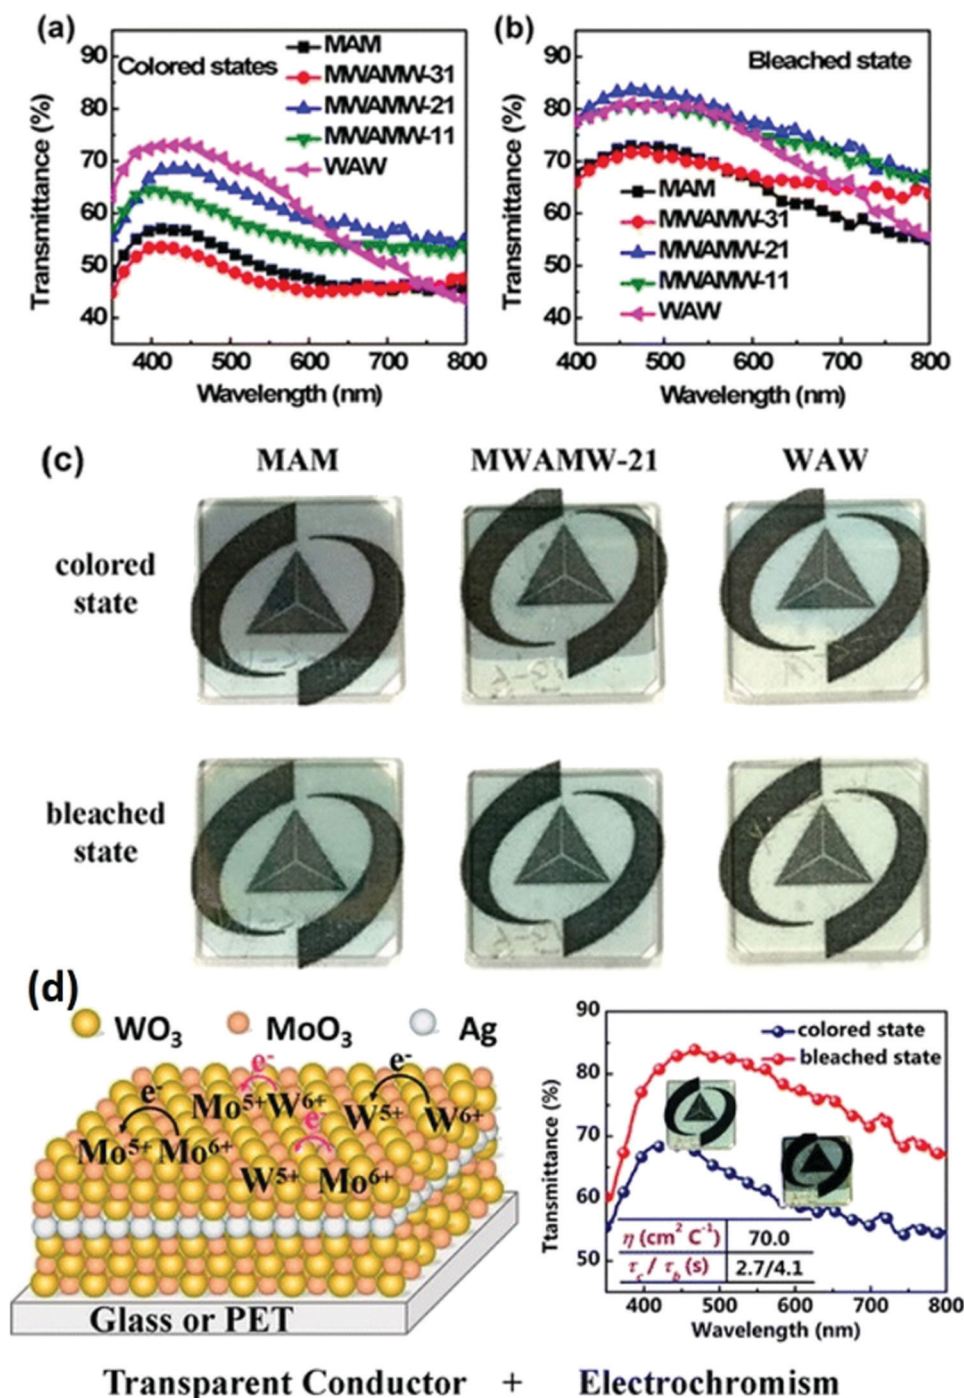 (a)
Colored states
MAM
MWAMW-31
MWAMW-21
MWAMW-11
WAW
Transmittance (%)
90
80
70
60
50
40
400 500 600 700 800
Wavelength (nm)
(b)
Bleached state
MAM
MWAMW-31
MWAMW-21
MWAMW-11
WAW
Transmittance (%)
90
80
70
60
50
40
400 500 600 700 800
Wavelength (nm)
(c)
MAM MWAMW-21 WAW
colored
state
bleached
state
(d)
WO₃ MoO₃ Ag
e⁻ e⁻ e⁻
Mo⁵⁺ W⁶⁺ W⁵⁺ W⁶⁺
Mo⁵⁺ Mo⁶⁺ e⁻
W⁵⁺ Mo⁶⁺
Glass or PET
colored state
bleached state
Ttansmittance (%)
90
80
70
60
50
η (cm² C⁻¹) 70.0
τc / τb (s) 2.7/4.1
400 500 600 700 800
Wavelength (nm)
Transparent Conductor + Electrochromism